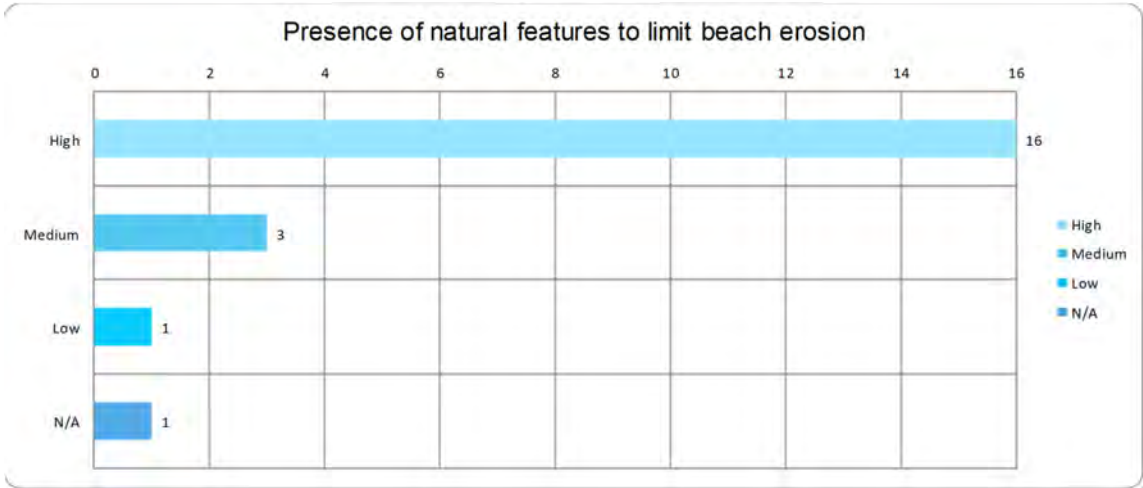 Presence of natural features to limit beach erosion
0 2 4 6 8 10 12 14 16
High 16
Medium 3
Low 1
N/A 1
High
Medium
Low
N/A